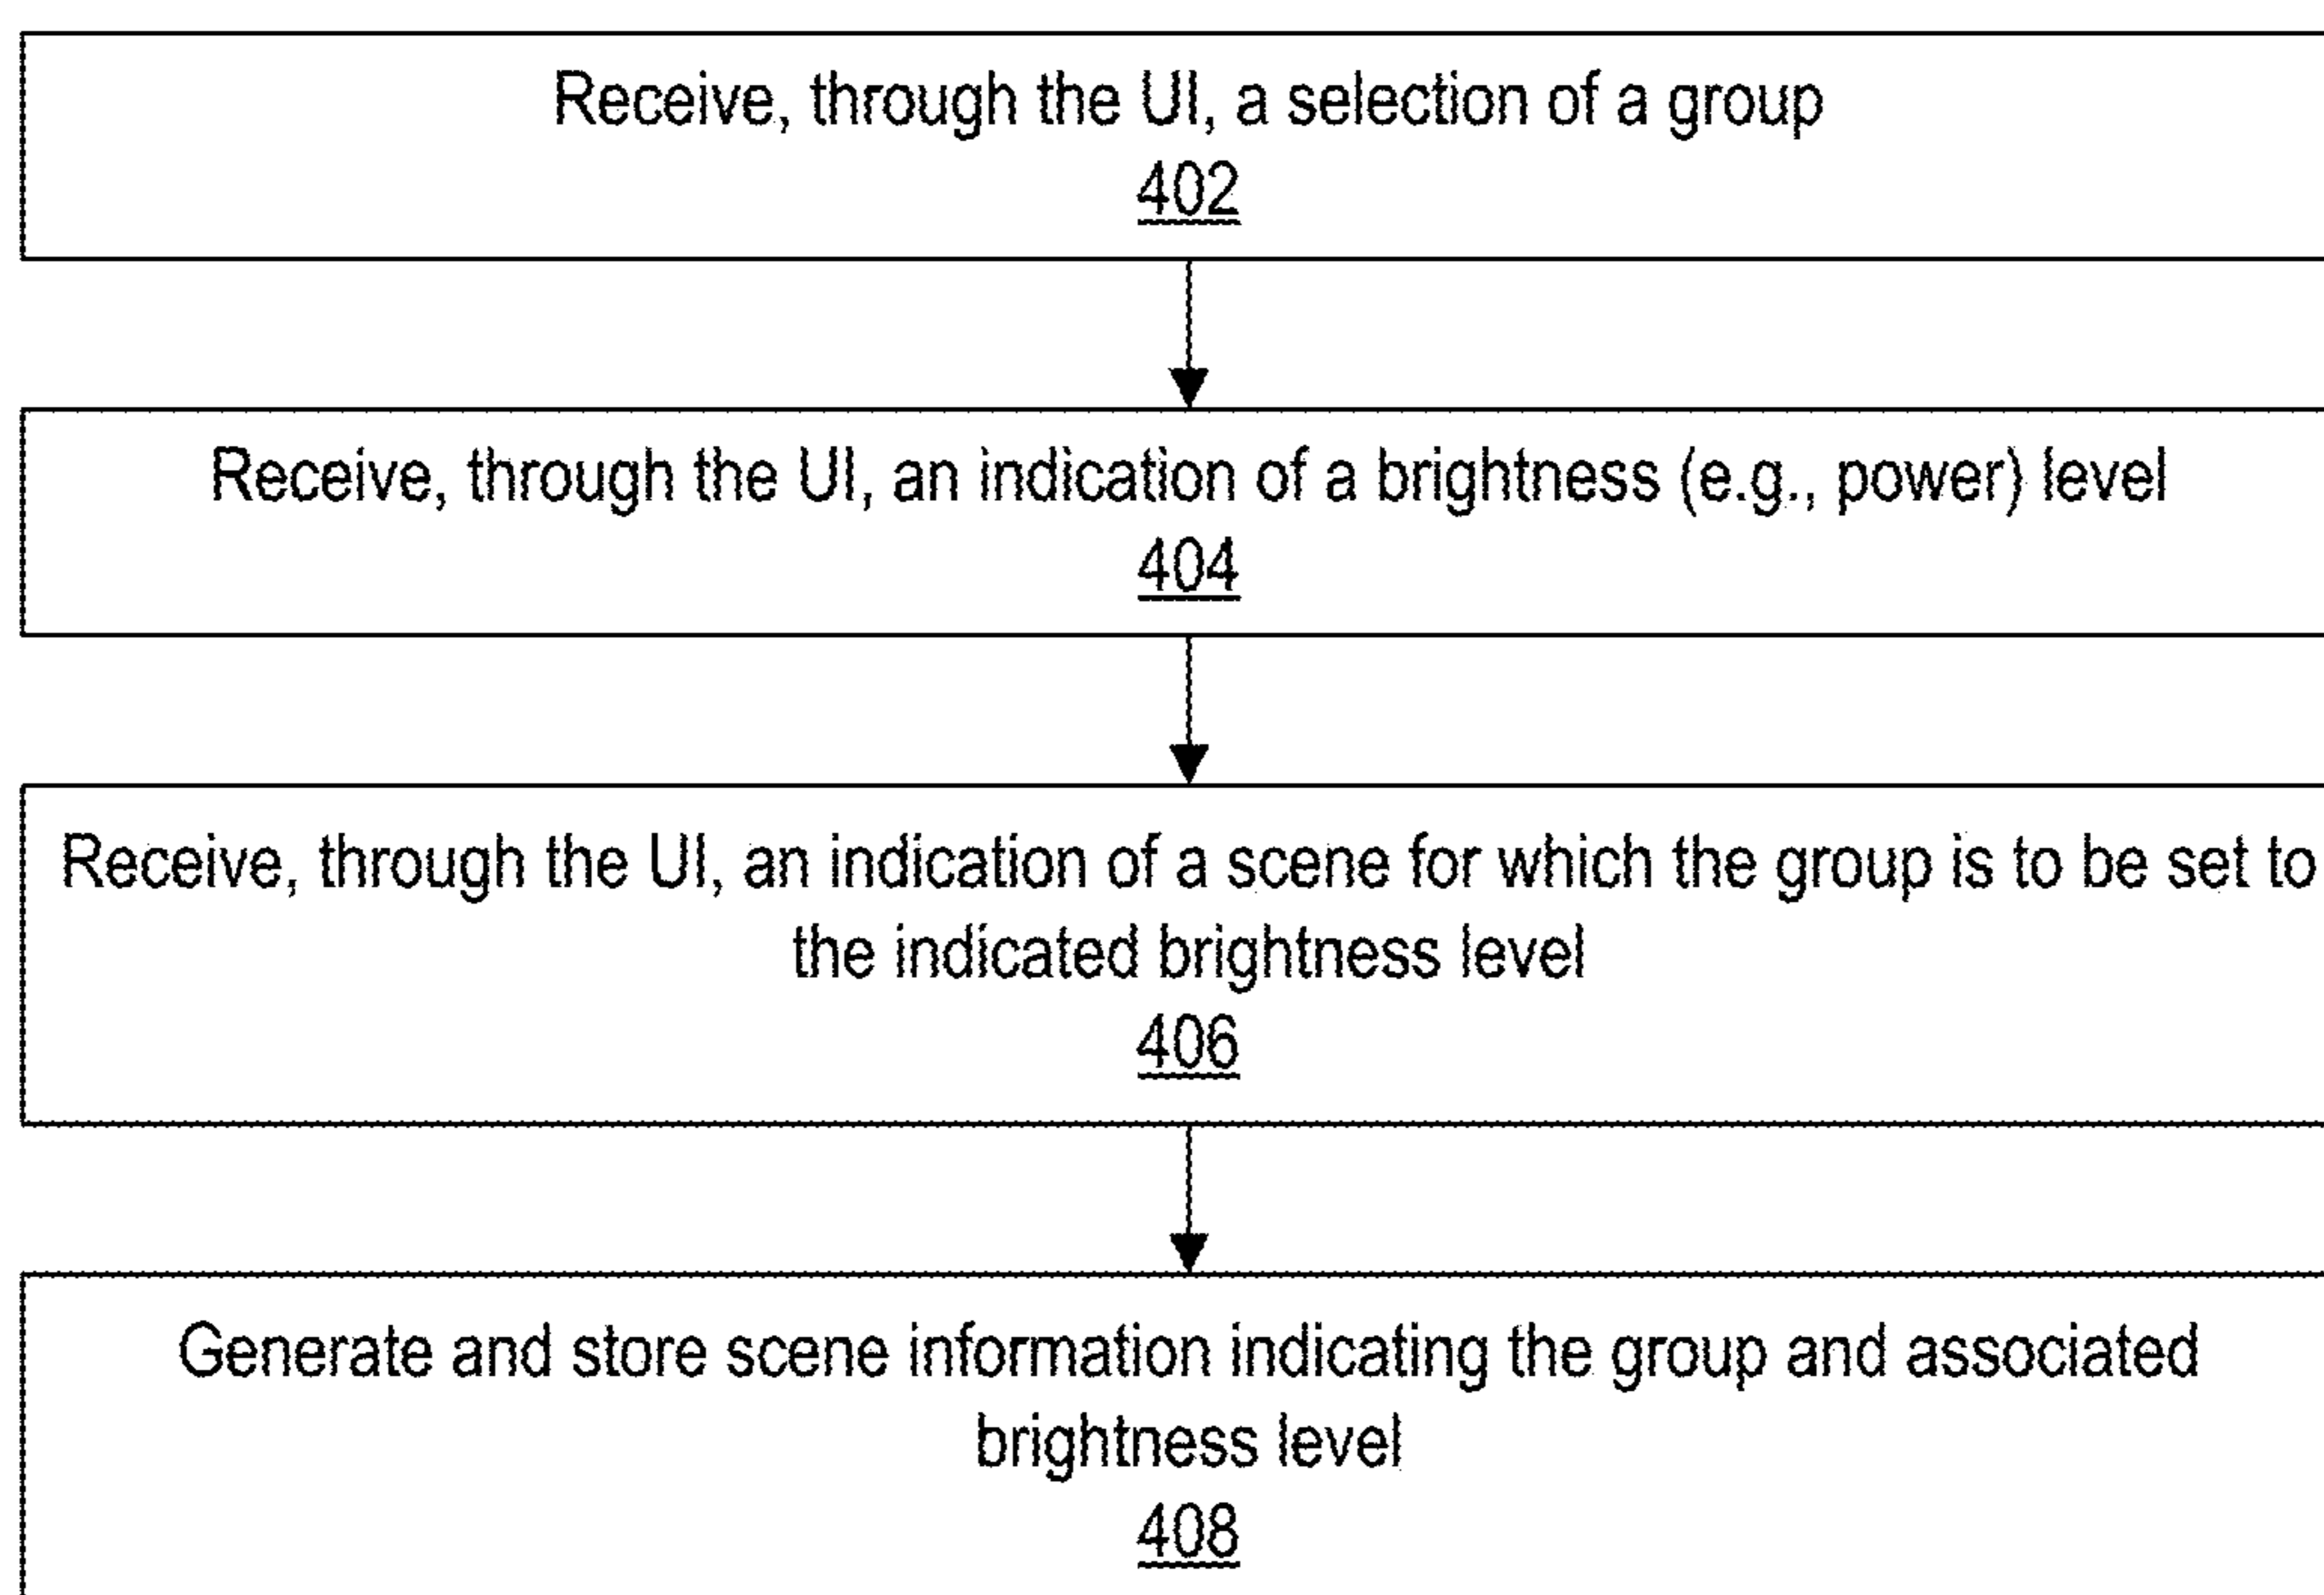 Receive, through the UI, a selection of a group
402
Receive, through the UI, an indication of a brightness (e.g., power) level
404
Receive, through the UI, an indication of a scene for which the group is to be set to
the indicated brightness level
406
Generate and store scene information indicating the group and associated
brightness level
408